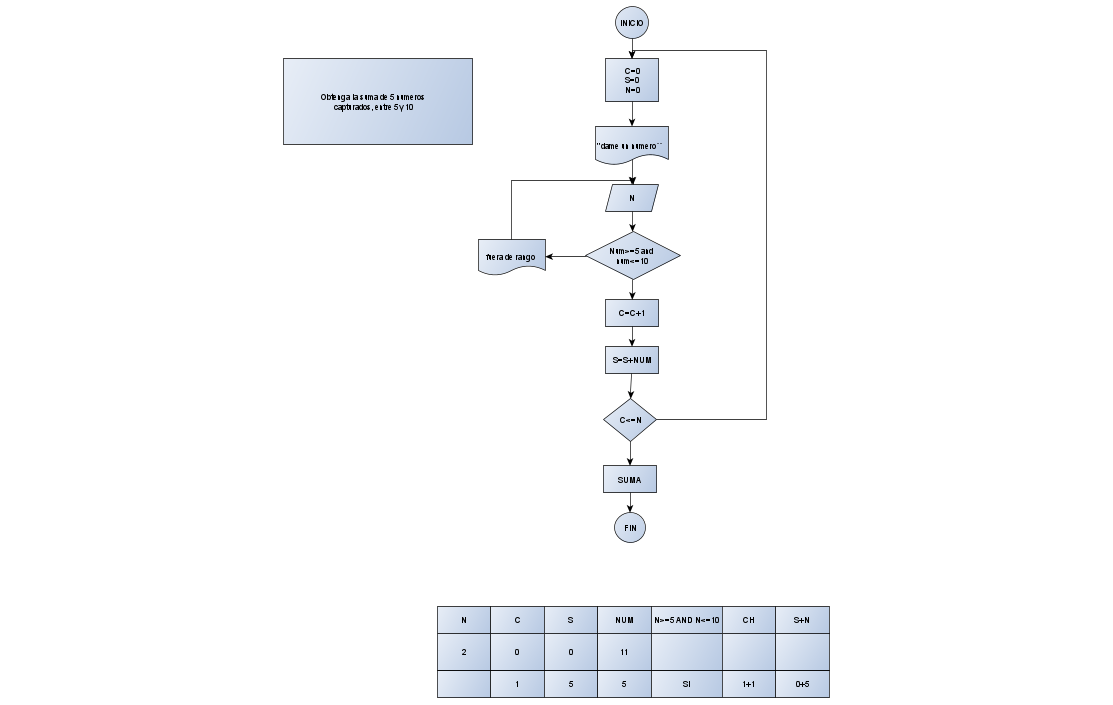 INICIO
C=0
S=0
N=0
Obtenga la suma de 5 numeros
capturados, entre 5 y 10
"dame un numero¨
N
Num>=5 and
num<=10
fuera de rango
C=C+1
S=S+NUM
C<=N
SUMA
FIN
N C S NUM N>=5 AND N<=10 CH S+N
2 0 0 11
1 5 5 SI 1+1 0+5